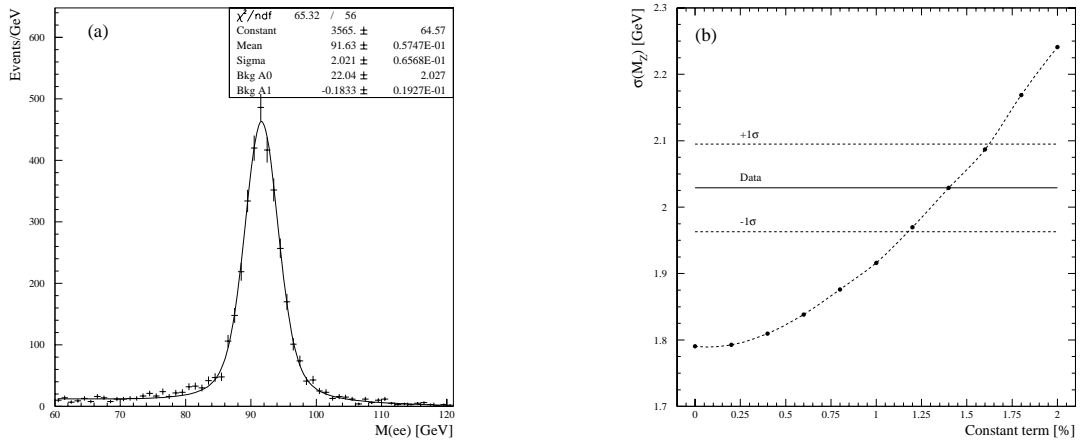 (a)
χ²/ndf 65.32 / 56
Constant 3565. ± 64.57
Mean 91.63 ± 0.5747E-01
Sigma 2.021 ± 0.6568E-01
Bkg A0 22.04 ± 2.027
Bkg A1 -0.1833 ± 0.1927E-01
Events/GeV
600
500
400
300
200
100
0
60 70 80 90 100 110 120
M(ee) [GeV]
(b)
σ(M_Z) [GeV]
2.3
2.2
2.1
2
1.9
1.8
1.7
+1σ
Data
-1σ
0 0.25 0.5 0.75 1 1.25 1.5 1.75 2
Constant term [%]